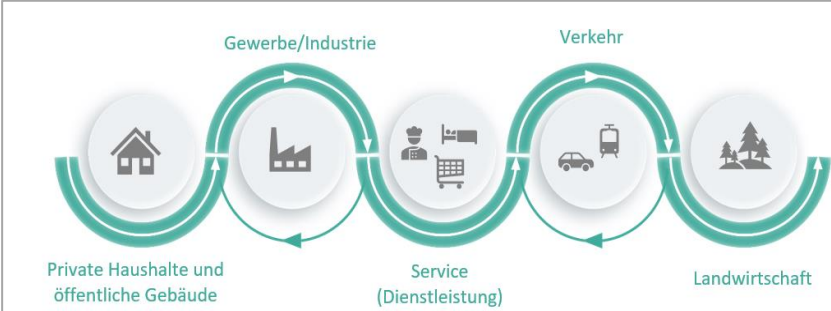 Gewerbe/Industrie
Verkehr
Private Haushalte und
öffentliche Gebäude
Service
(Dienstleistung)
Landwirtschaft